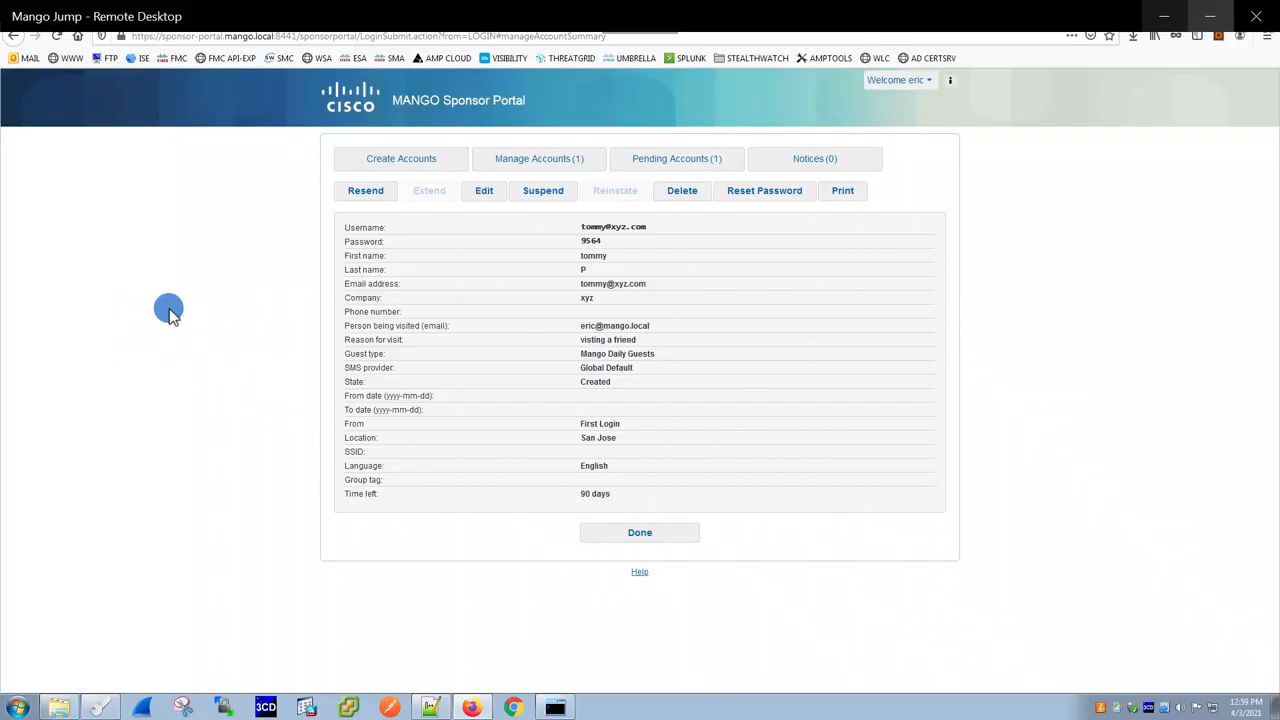 Mango Jump - Remote Desktop
https://sponsor-portal.mango.local:8441/sponsorportal/LoginSubmit.action?from=LOGIN#manageAccountSummary
MAIL WWW FTP ISE FMC FMC API-EXP SMC WSA ESA SMA AMP CLOUD VISIBILITY THREATGRID UMBRELLA SPLUNK STEALTHWATCH AMPTOOLS WLC AD CERTSRV
Welcome eric
CISCO MANGO Sponsor Portal
Create Accounts Manage Accounts (1) Pending Accounts (1) Notices (0)
Resend Extend Edit Suspend Reinstate Delete Reset Password Print
Username: tommy@xyz.com
Password: 9564
First name: tommy
Last name: P
Email address: tommy@xyz.com
Company: xyz
Phone number:
Person being visited (email): eric@mango.local
Reason for visit: visting a friend
Guest type: Mango Daily Guests
SMS provider: Global Default
State: Created
From date (yyyy-mm-dd):
To date (yyyy-mm-dd):
From First Login
Location: San Jose
SSID:
Language: English
Group tag:
Time left: 90 days
Done
Help
3CD
3CD
12:59 PM
4/3/2021